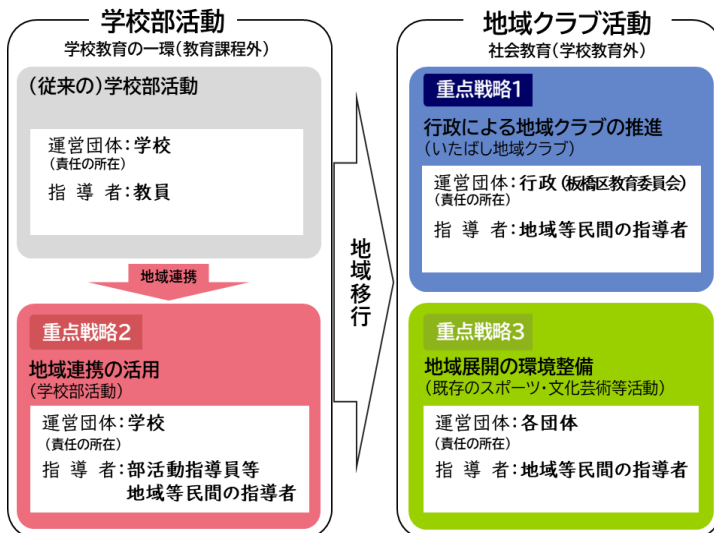 学校部活動
学校教育の一環(教育課程外)
(従来の)学校部活動
運営団体:学校
(責任の所在)
指導者:教員
地域連携
重点戦略2
地域連携の活用
(学校部活動)
運営団体:学校
(責任の所在)
指導者:部活動指導員等
地域等民間の指導者
地域移行
地域クラブ活動
社会教育(学校教育外)
重点戦略1
行政による地域クラブの推進
(いたばし地域クラブ)
運営団体:行政(板橋区教育委員会)
(責任の所在)
指導者:地域等民間の指導者
重点戦略3
地域展開の環境整備
(既存のスポーツ・文化芸術等活動)
運営団体:各団体
(責任の所在)
指導者:地域等民間の指導者